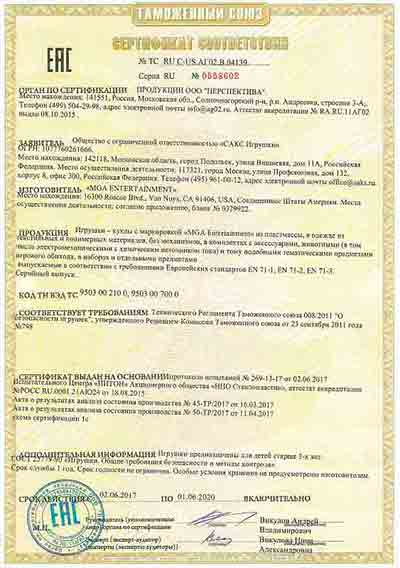 ТАМОЖЕННЫЙ СОЮЗ
СЕРТИФИКАТ СООТВЕТСТВИЯ
EAC
№ ТС RU C-US.АГ02.В.04139
Серия RU № 0558602
ОРГАН ПО СЕРТИФИКАЦИИ ПРОДУКЦИИ ООО "ПЕРСПЕКТИВА"
Место нахождения: 141551, Россия, Московская обл., Солнечногорский р-н, р.п. Андреевка, строение 3-А,
Телефон (499) 504-29-98, адрес электронной почты info@ag02.ru. Аттестат аккредитации № RA.RU.11АГ02
выдан 08.10.2015 .
ЗАЯВИТЕЛЬ Общество с ограниченной ответственностью «САКС Игрушки»
ОГРН: 1077760261666.
Место нахождения: 142118, Московская область, город Подольск, улица Вишневая, дом 11А, Российская
Федерация. Место осуществления деятельности: 117321, город Москва, улица Профсоюзная, дом 132,
корпус 8, офис 300, Российская Федерация. Телефон (495) 961-00-12, адрес электронной почты office@saks.ru
ИЗГОТОВИТЕЛЬ «MGA ENTERTAINMENT»
Место нахождения: 16300 Roscoe Blvd., Van Nuys, CA 91406, USA, Соединенные Штаты Америки. Место
осуществления деятельности: согласно приложению, бланк № 0329922.
ПРОДУКЦИЯ Игрушки - куклы с маркировкой «MGA Entertainment» из пластмассы, в одежде из
текстильных и полимерных материалов, без механизмов, в комплектах с аксессуарами, животными (в том
числе электромеханическими с химическим источником тока) и тому подобными тематическими предметами
игрового обихода, в наборах и отдельными предметами
выпускаемые в соответствии с требованиями Европейских стандартов EN 71-1, EN 71-2, EN 71-3.
Серийный выпуск
КОД ТН ВЭД ТС 9503 00 210 0, 9503 00 700 0
СООТВЕТСТВУЕТ ТРЕБОВАНИЯМ Технического Регламента Таможенного союза 008/2011 "О
безопасности игрушек", утвержденного Решением Комиссии Таможенного союза от 23 сентября 2011 года
№798
СЕРТИФИКАТ ВЫДАН НА ОСНОВАНИИ протокола испытаний № 269-13-17 от 02.06.2017
Испытательного Центра «ПИТОН» Акционерного общества «НПО Стеклопластик», аттестат аккредитации
№РОСС RU.0001.21АЮ24 от 18.08.2015
Акта о результатах анализа состояния производства № 45-ТР/2017 от 16.03.2017
Акта о результатах анализа состояния производства № 56-ТР/2017 от 11.04.2017
схема сертификации 1с
ДОПОЛНИТЕЛЬНАЯ ИНФОРМАЦИЯ Игрушки предназначены для детей старше 3-х лет.
ГОСТ 25779-90 «Игрушки. Общие требования безопасности и методы контроля».
Срок службы 1 год. Срок годности не ограничен. Особые условия хранения не предусмотрено изготовителем.
СРОК ДЕЙСТВИЯ С 02.06.2017 ПО 01.06.2020 ВКЛЮЧИТЕЛЬНО
М.П.
Руководитель (уполномоченное
лицо) органа по сертификации
Викулов Андрей
Владимирович
Эксперт (эксперт-аудитор)
(эксперты (эксперты-аудиторы))
Викулова
Александровна